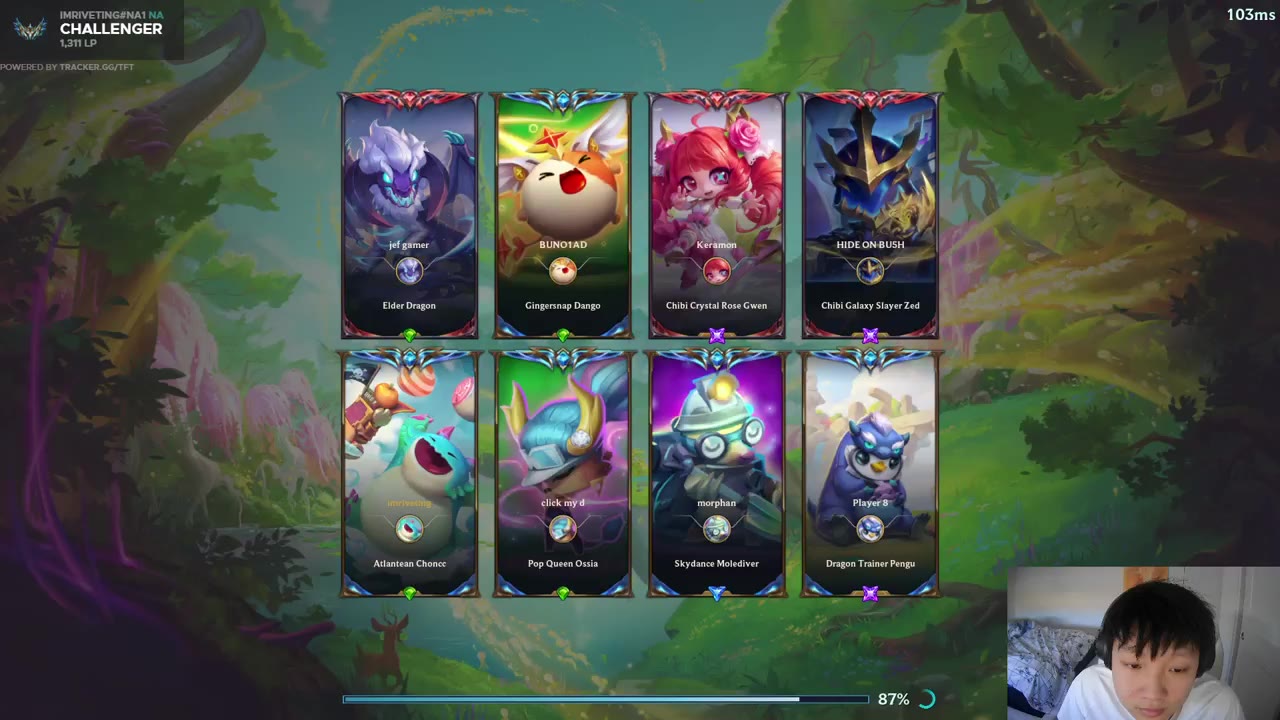 IMRIVETING#NA1 NA
CHALLENGER
1,311 LP
POWERED BY TRACKER.GG/TFT
103ms
jef gamer
Elder Dragon
BUNO1AD
Gingersnap Dango
Keramon
Chibi Crystal Rose Gwen
HIDE ON BUSH
Chibi Galaxy Slayer Zed
imriveting
Atlantean Choncc
click my d
Pop Queen Ossia
morphan
Skydance Molediver
Player 8
Dragon Trainer Pengu
87%